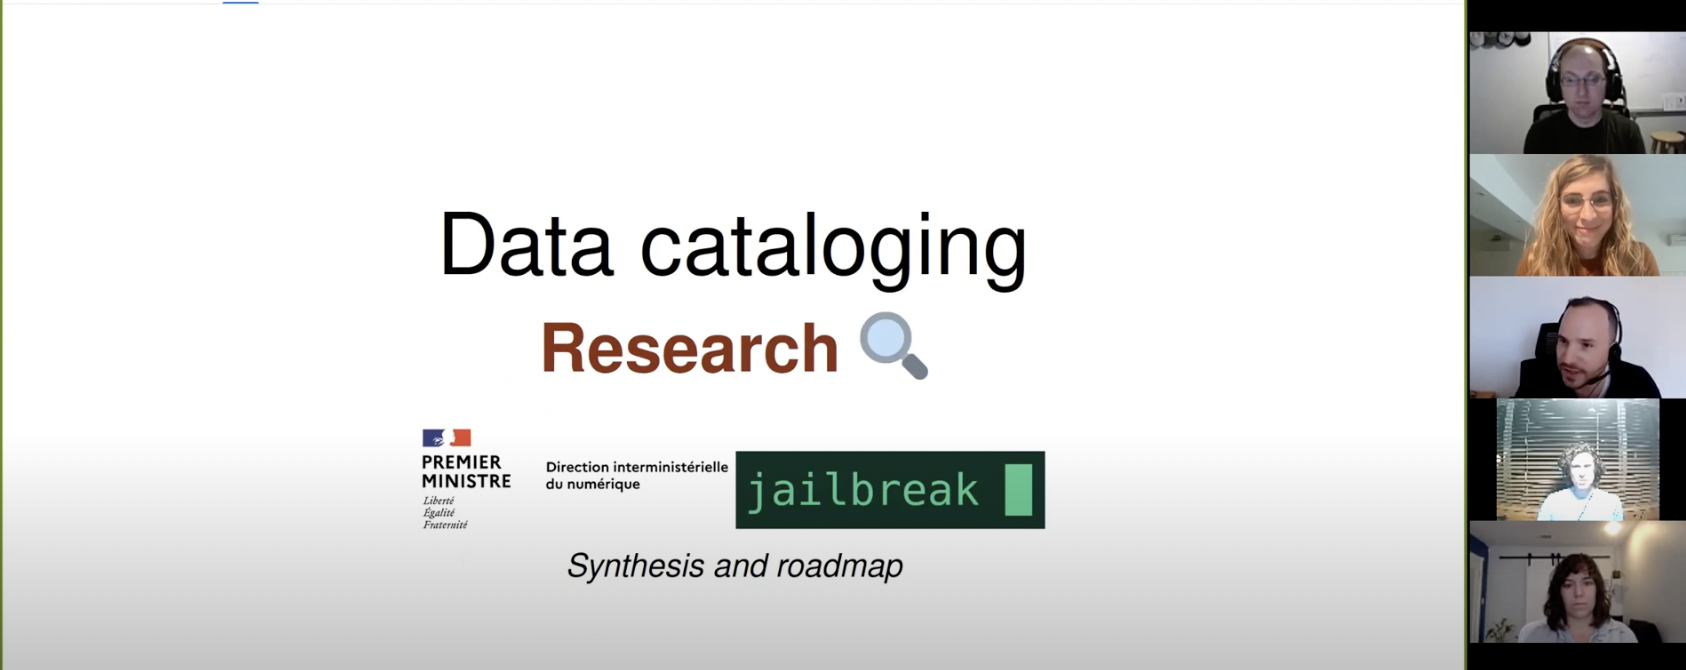 Data cataloging
Research
PREMIER
MINISTRE
Liberté
Égalité
Fraternité
Direction interministérielle
du numérique
jailbreak
Synthesis and roadmap